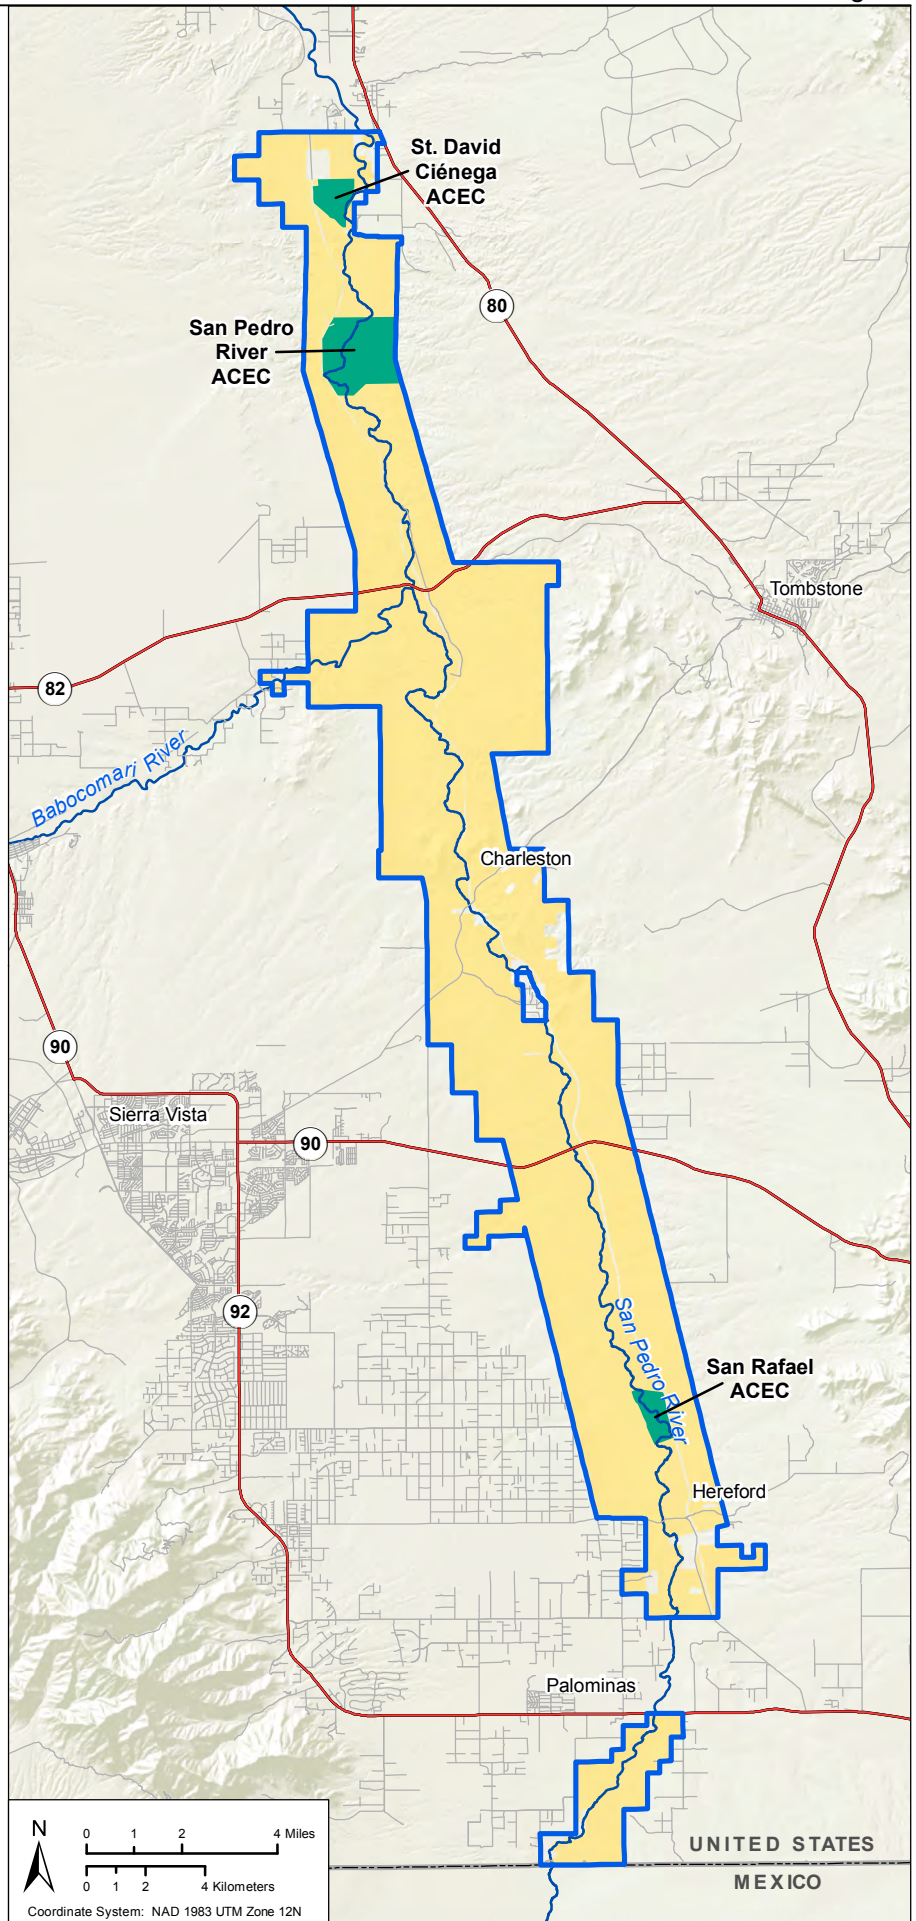 St. David
Ciénega
ACEC
80
San Pedro
River
ACEC
Tombstone
82
Babocomari River
Charleston
90
Sierra Vista
90
92
San Pedro River
San Rafael
ACEC
Hereford
Palominas
N
0 1 2 4 Miles
0 1 2 4 Kilometers
Coordinate System: NAD 1983 UTM Zone 12N
UNITED STATES
MEXICO